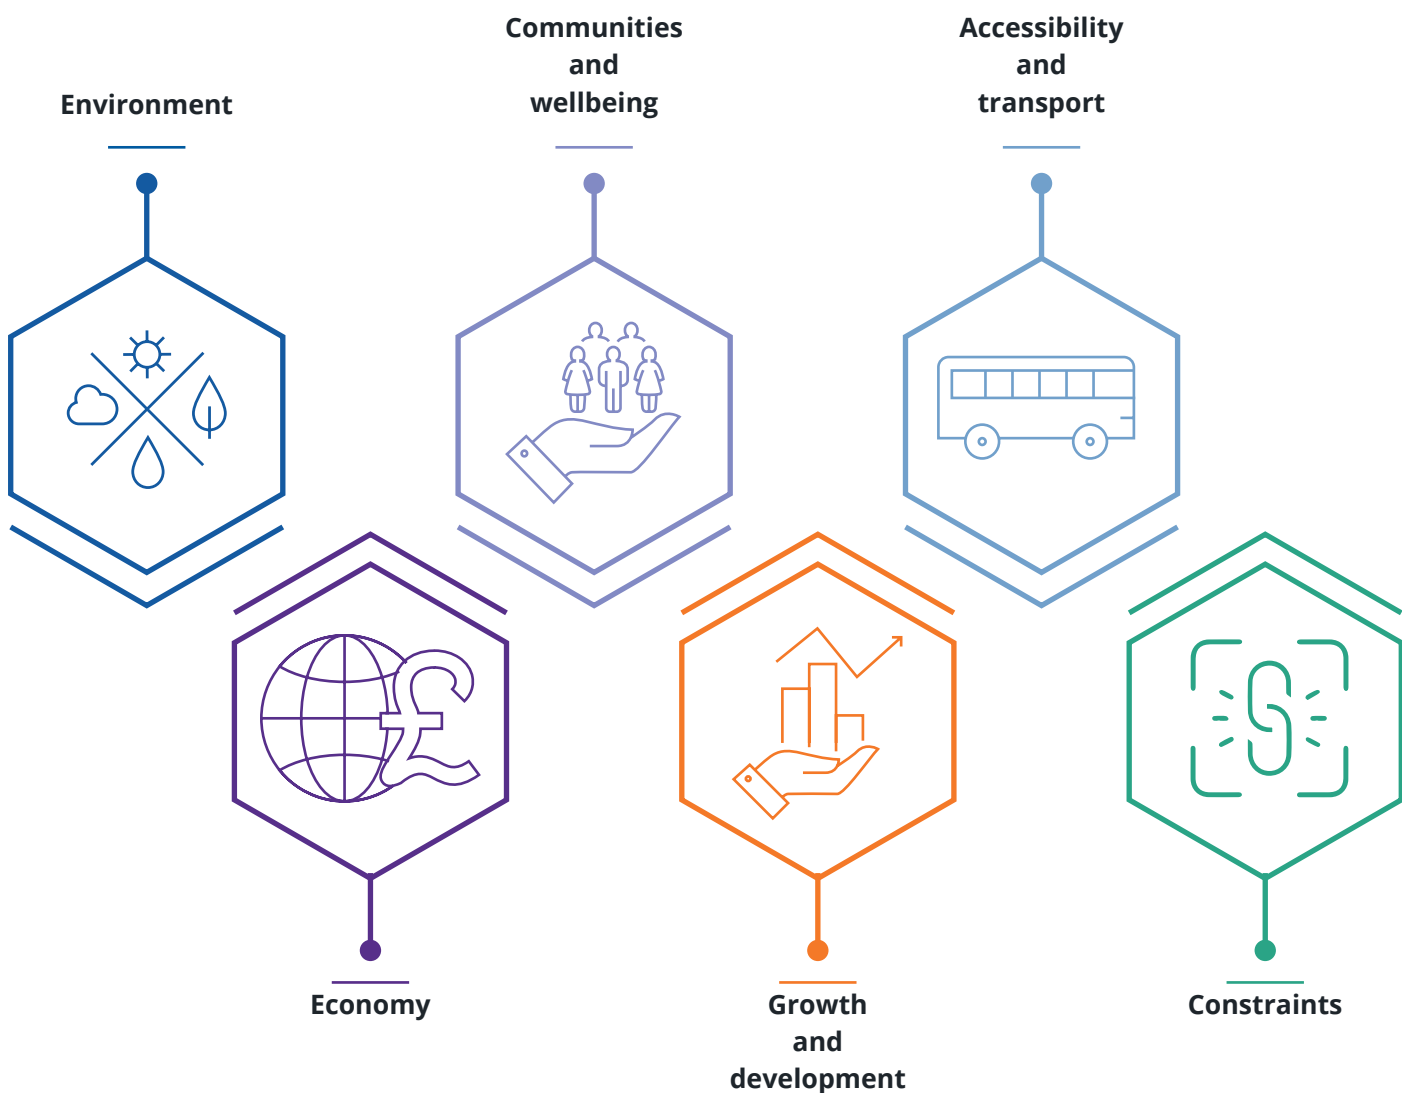 Environment
Communities
and
wellbeing
Accessibility
and
transport
Economy
Growth
and
development
Constraints